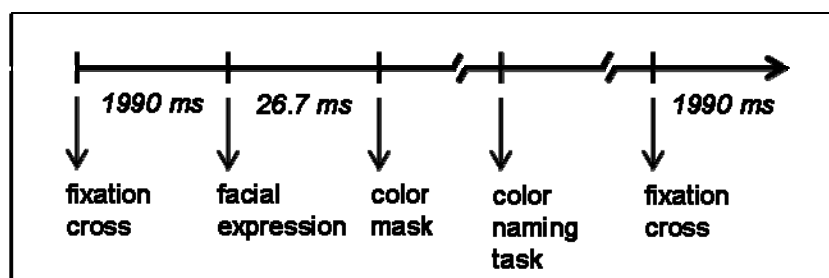 1990 ms 26.7 ms 1990 ms
fixation cross
facial expression
color mask
color naming task
fixation cross